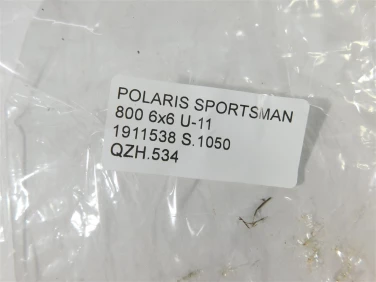 POLARIS SPORTSMAN
800 6x6 U-11
1911538 S.1050
QZH.534